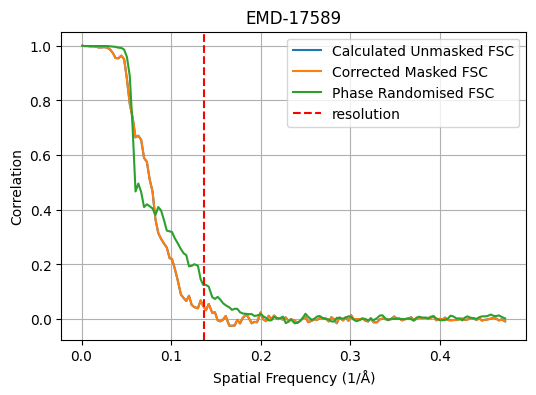 EMD-17589
Calculated Unmasked FSC
Corrected Masked FSC
Phase Randomised FSC
resolution
Correlation
1.0
0.8
0.6
0.4
0.2
0.0
0.0 0.1 0.2 0.3 0.4
Spatial Frequency (1/Å)